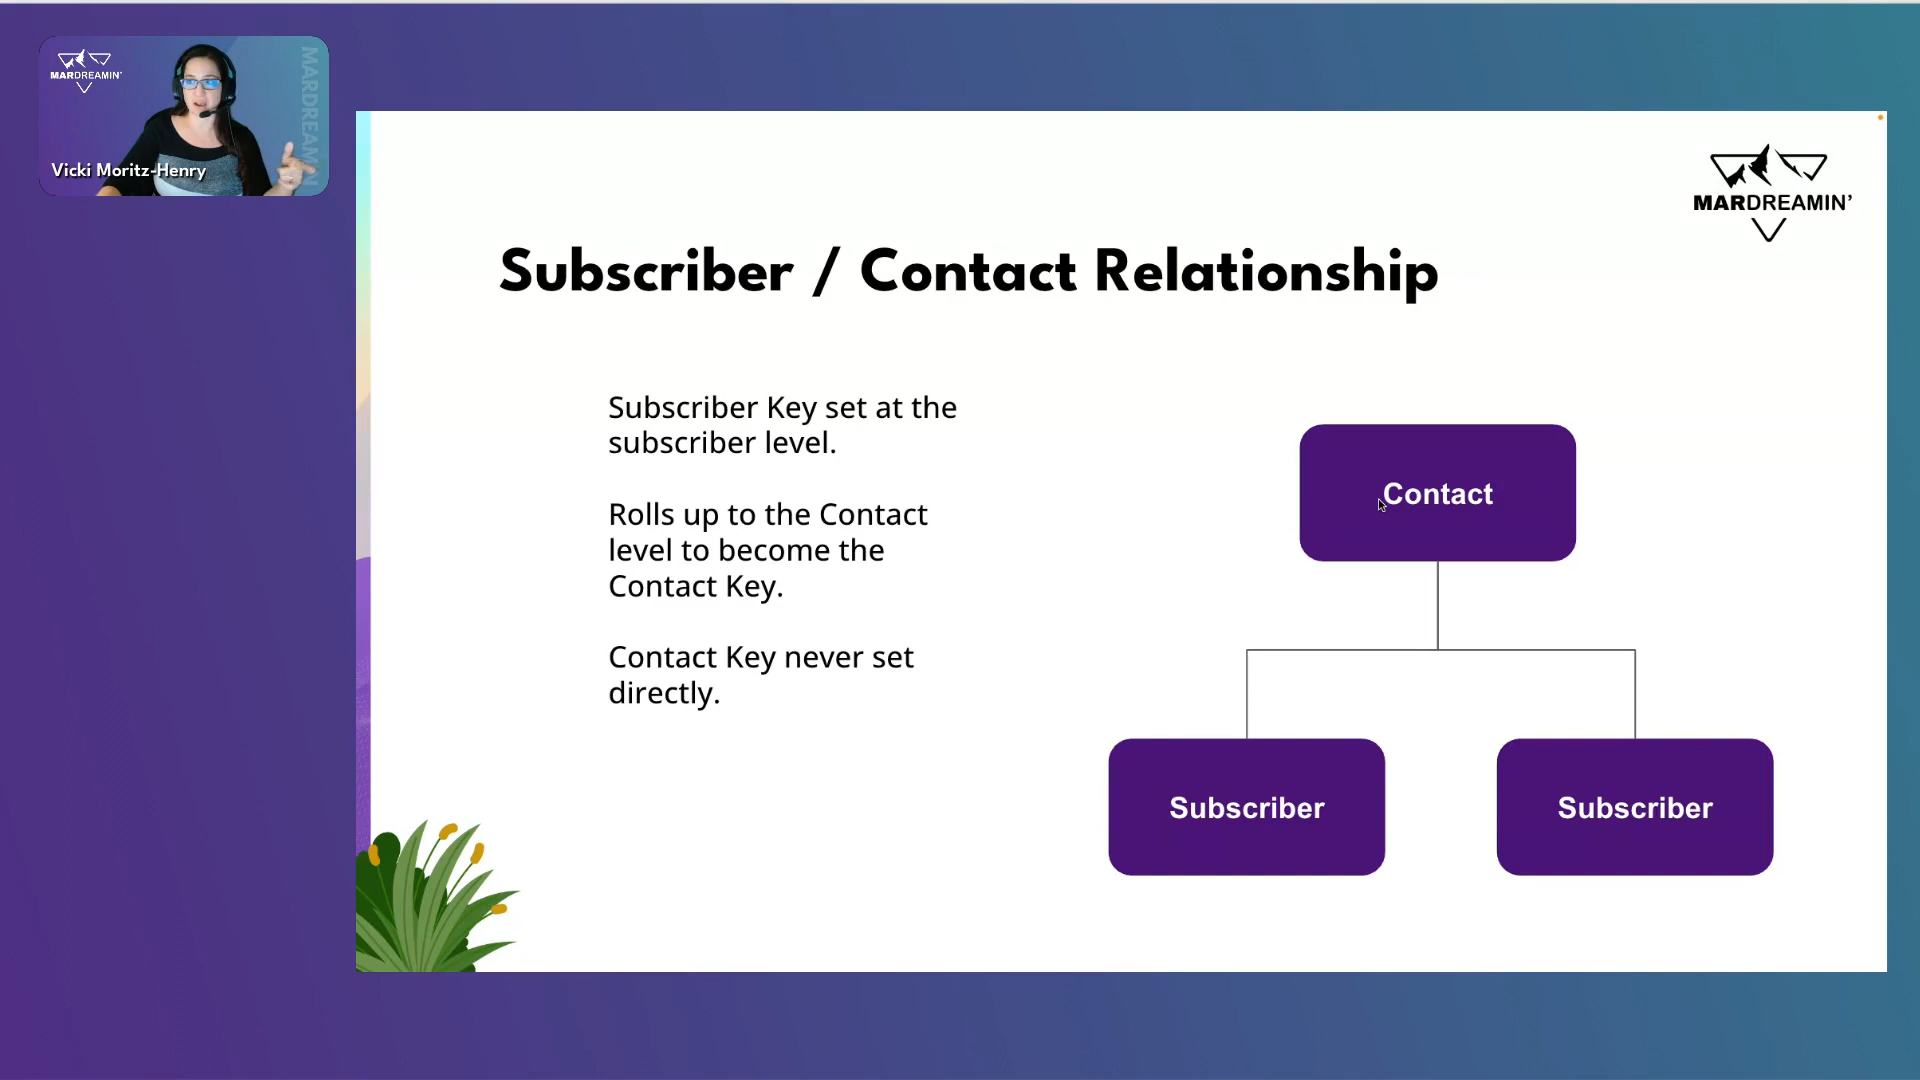 MARDREAMIN'
MARDREAMIN'
Vicki Moritz-Henry
MARDREAMIN'
Subscriber / Contact Relationship
Subscriber Key set at the
subscriber level.
Rolls up to the Contact
level to become the
Contact Key.
Contact Key never set
directly.
Contact
Subscriber
Subscriber